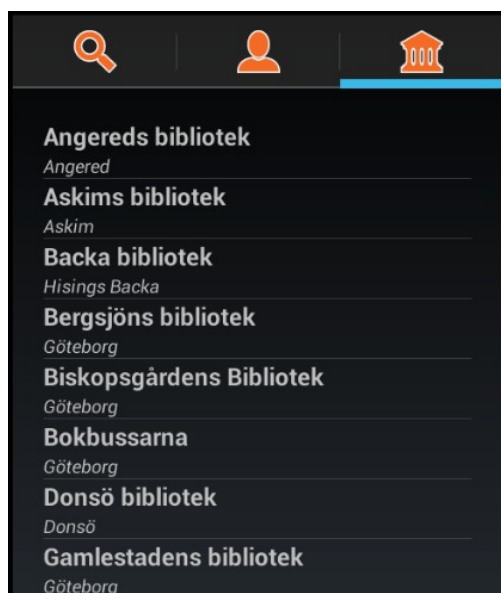 Angereds bibliotek
Angered
Askims bibliotek
Askim
Backa bibliotek
Hisings Backa
Bergsjöns bibliotek
Göteborg
Biskopsgårdens Bibliotek
Göteborg
Bokbussarna
Göteborg
Donsö bibliotek
Donsö
Gamlestadens bibliotek
Göteborg